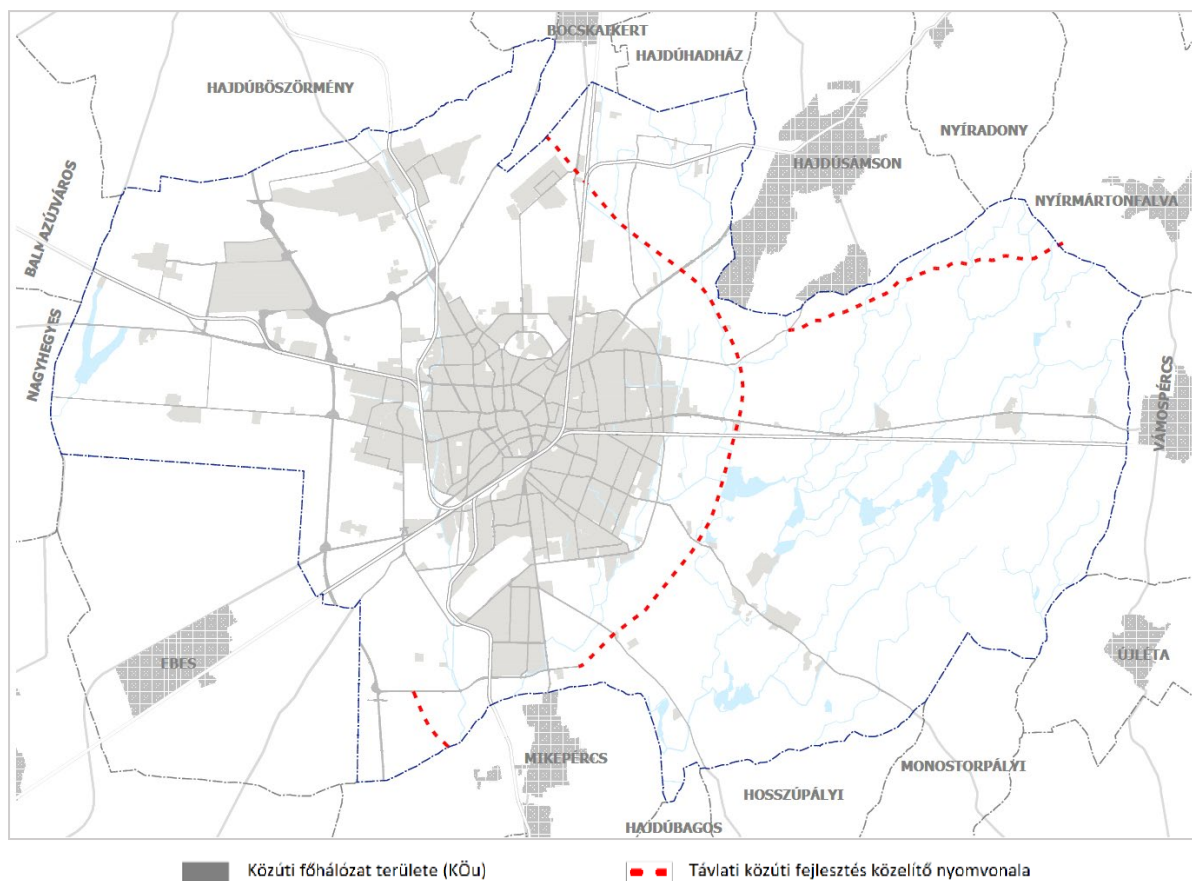 BOCSKAIKERT
HAJDÚHADHÁZ
HAJDÚBÖSZÖRMÉNY
NYÍRADONY
HAJDÚSÁMSON
NYÍRMÁRTONFALVA
BALMAZÚJVÁROS
NAGYHEGYES
VÁMOSPÉRCS
EBES
ÚJLÉTA
MIKEPÉRCS
MONOSTORPÁLYI
HOSSZÚPÁLYI
HAJDÚBAGOS
Közúti főhálózat területe (KÖu)
Távlati közúti fejlesztés közelítő nyomvonala